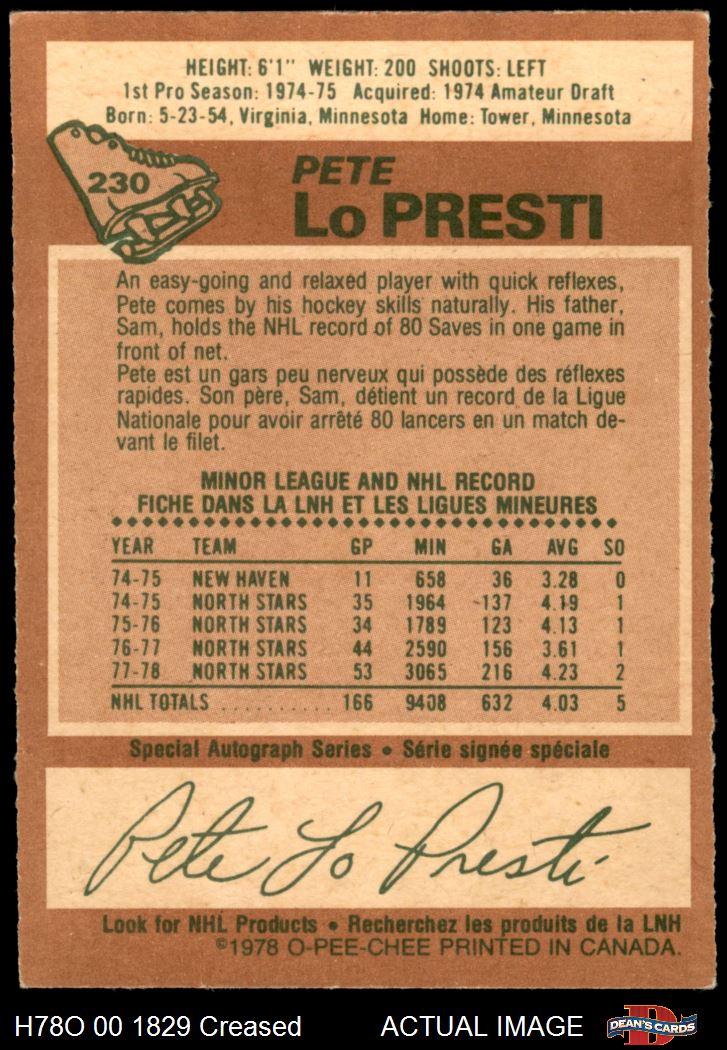 HEIGHT: 6'1" WEIGHT: 200 SHOOTS: LEFT
1st Pro Season: 1974-75 Acquired: 1974 Amateur Draft
Born: 5-23-54, Virginia, Minnesota Home: Tower, Minnesota
230
PETE
Lo PRESTI
An easy-going and relaxed player with quick reflexes,
Pete comes by his hockey skills naturally. His father,
Sam, holds the NHL record of 80 Saves in one game in
front of net.
Pete est un gars peu nerveux qui possède des réflexes
rapides. Son père, Sam, détient un record de la Ligue
Nationale pour avoir arrêté 80 lancers en un match de-
vant le filet.
MINOR LEAGUE AND NHL RECORD
FICHE DANS LA LNH ET LES LIGUES MINEURES
YEAR TEAM GP MIN GA AVG SO
74-75 NEW HAVEN 11 658 36 3.28 0
74-75 NORTH STARS 35 1964 137 4.19 1
75-76 NORTH STARS 34 1789 123 4.13 1
76-77 NORTH STARS 44 2590 156 3.61 1
77-78 NORTH STARS 53 3065 216 4.23 2
NHL TOTALS .......... 166 9408 632 4.03 5
Special Autograph Series • Série signée spéciale
Pete Lo Presti
Look for NHL Products • Recherchez les produits de la LNH
©1978 O-PEE-CHEE PRINTED IN CANADA.
H78O 00 1829 Creased ACTUAL IMAGE D DEAN'S CARDS